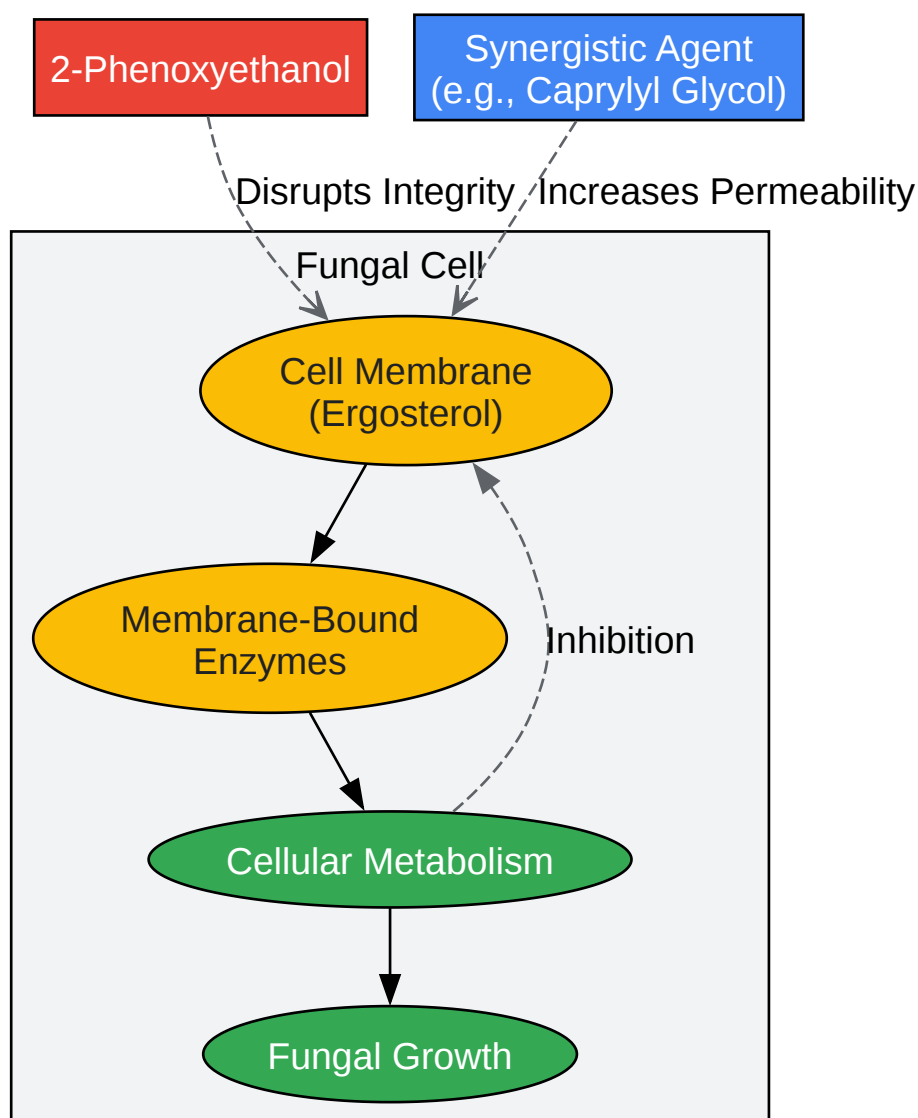 2-Phenoxyethanol
Synergistic Agent
(e.g., Caprylyl Glycol)
Disrupts Integrity
Increases Permeability
Fungal Cell
Cell Membrane
(Ergosterol)
Membrane-Bound
Enzymes
Inhibition
Cellular Metabolism
Fungal Growth